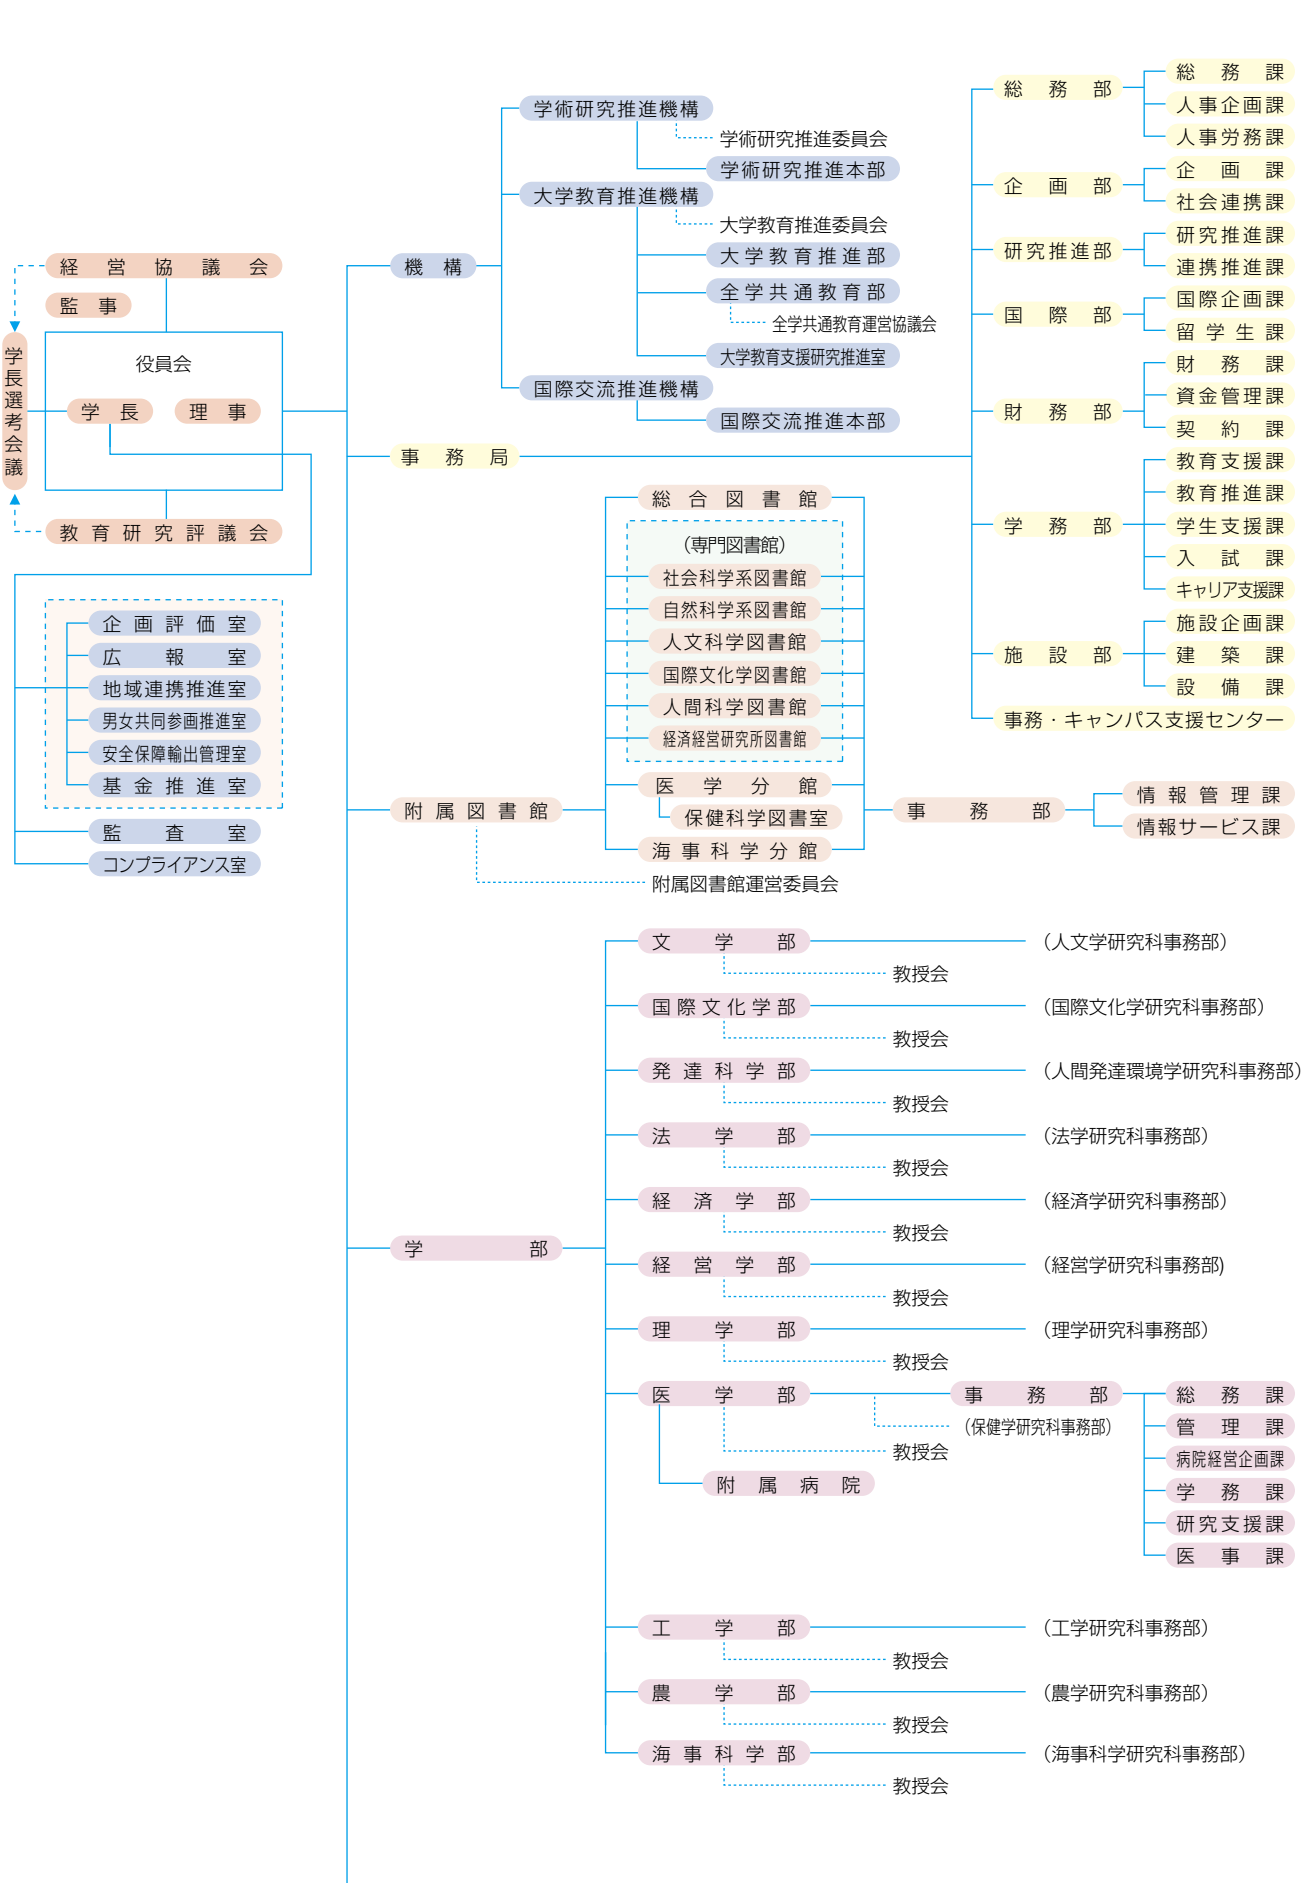 経営協議会
監事
学長選考会議
役員会
学長
理事
教育研究評議会
企画評価室
広報室
地域連携推進室
男女共同参画推進室
安全保障輸出管理室
基金推進室
監査室
コンプライアンス室
機構
学術研究推進機構
学術研究推進委員会
学術研究推進本部
大学教育推進機構
大学教育推進委員会
大学教育推進部
全学共通教育部
全学共通教育運営協議会
大学教育支援研究推進室
国際交流推進機構
国際交流推進本部
事務局
総務部
総務課
人事企画課
人事労務課
企画部
企画課
社会連携課
研究推進部
研究推進課
連携推進課
国際部
国際企画課
留学生課
財務部
財務課
資金管理課
契約課
学務部
教育支援課
教育推進課
学生支援課
入試課
キャリア支援課
施設部
施設企画課
建築課
設備課
事務・キャンパス支援センター
附属図書館
総合図書館
（専門図書館）
社会科学系図書館
自然科学系図書館
人文科学図書館
国際文化学図書館
人間科学図書館
経済経営研究所図書館
医学分館
保健科学図書室
海事科学分館
附属図書館運営委員会
事務部
情報管理課
情報サービス課
学部
文学部
（人文学研究科事務部）
教授会
国際文化学部
（国際文化学研究科事務部）
教授会
発達科学部
（人間発達環境学研究科事務部）
教授会
法学部
（法学研究科事務部）
教授会
経済学部
（経済学研究科事務部）
教授会
経営学部
（経営学研究科事務部)
教授会
理学部
（理学研究科事務部）
教授会
医学部
事務部
（保健学研究科事務部）
教授会
附属病院
総務課
管理課
病院経営企画課
学務課
研究支援課
医事課
工学部
（工学研究科事務部）
教授会
農学部
（農学研究科事務部）
教授会
海事科学部
（海事科学研究科事務部）
教授会